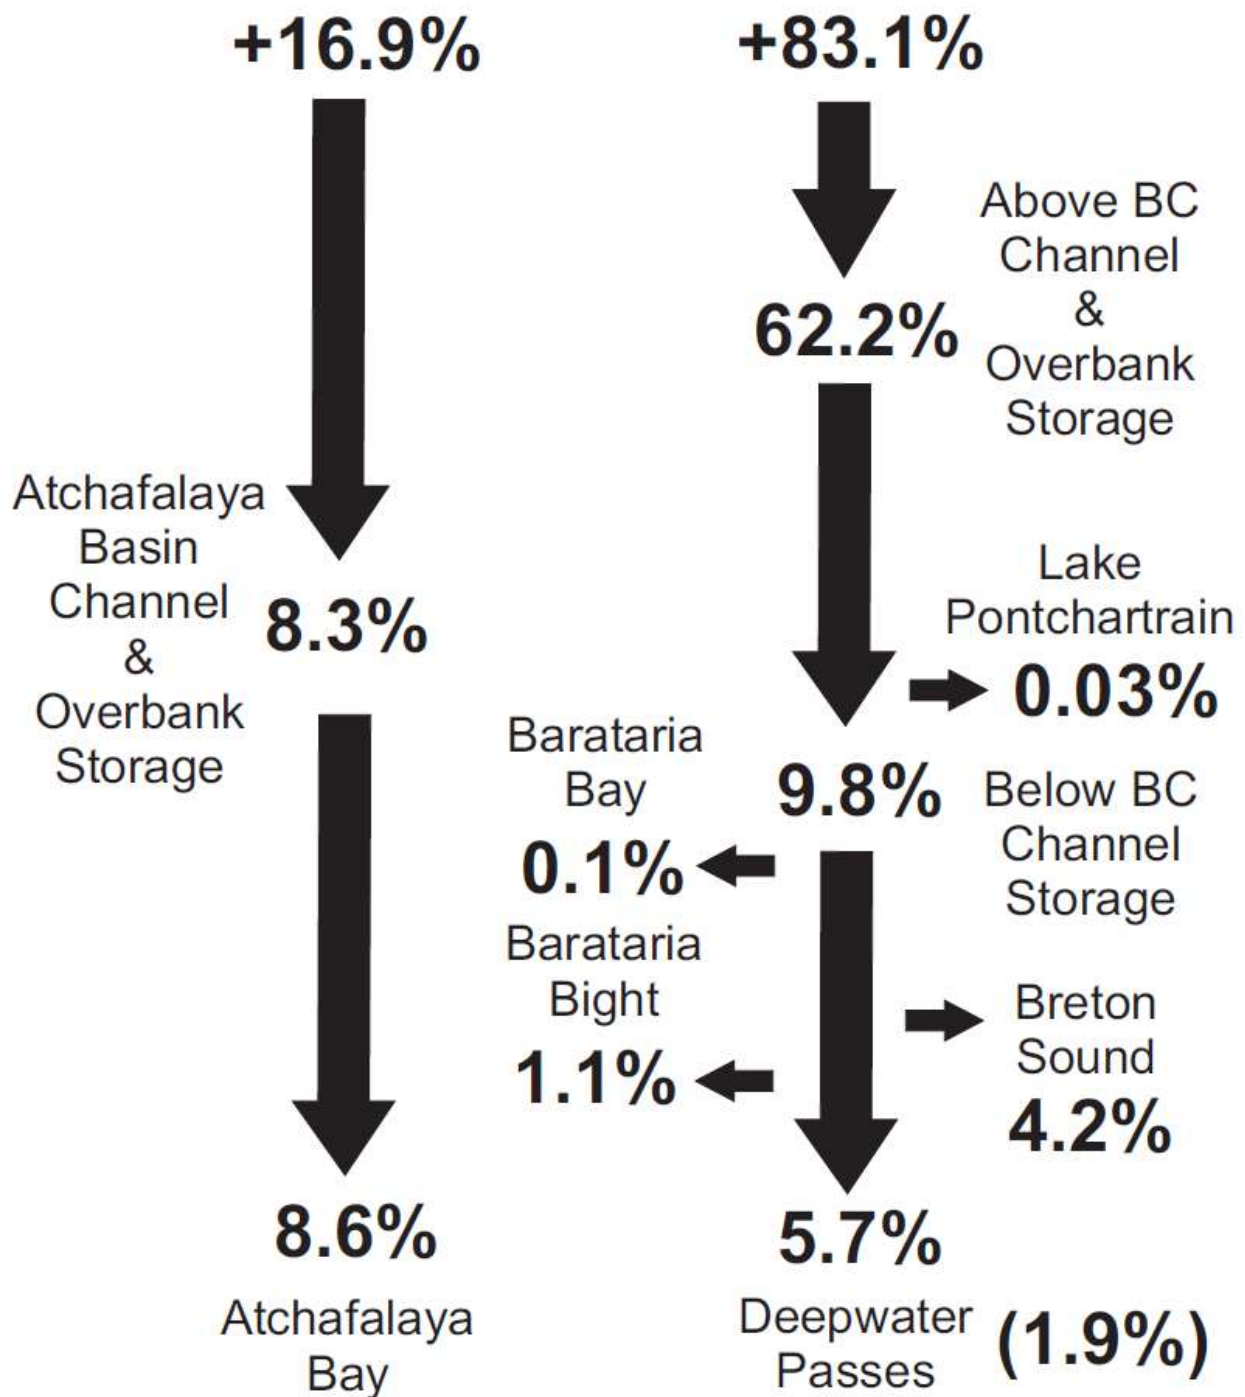 +16.9%
+83.1%
Above BC
Channel
&
Overbank
Storage
62.2%
Atchafalaya
Basin
Channel
&
Overbank
Storage
8.3%
Lake
Pontchartrain
0.03%
Barataria
Bay
0.1%
9.8%
Below BC
Channel
Storage
Barataria
Bight
1.1%
Breton
Sound
4.2%
8.6%
Atchafalaya
Bay
5.7%
Deepwater
Passes
(1.9%)